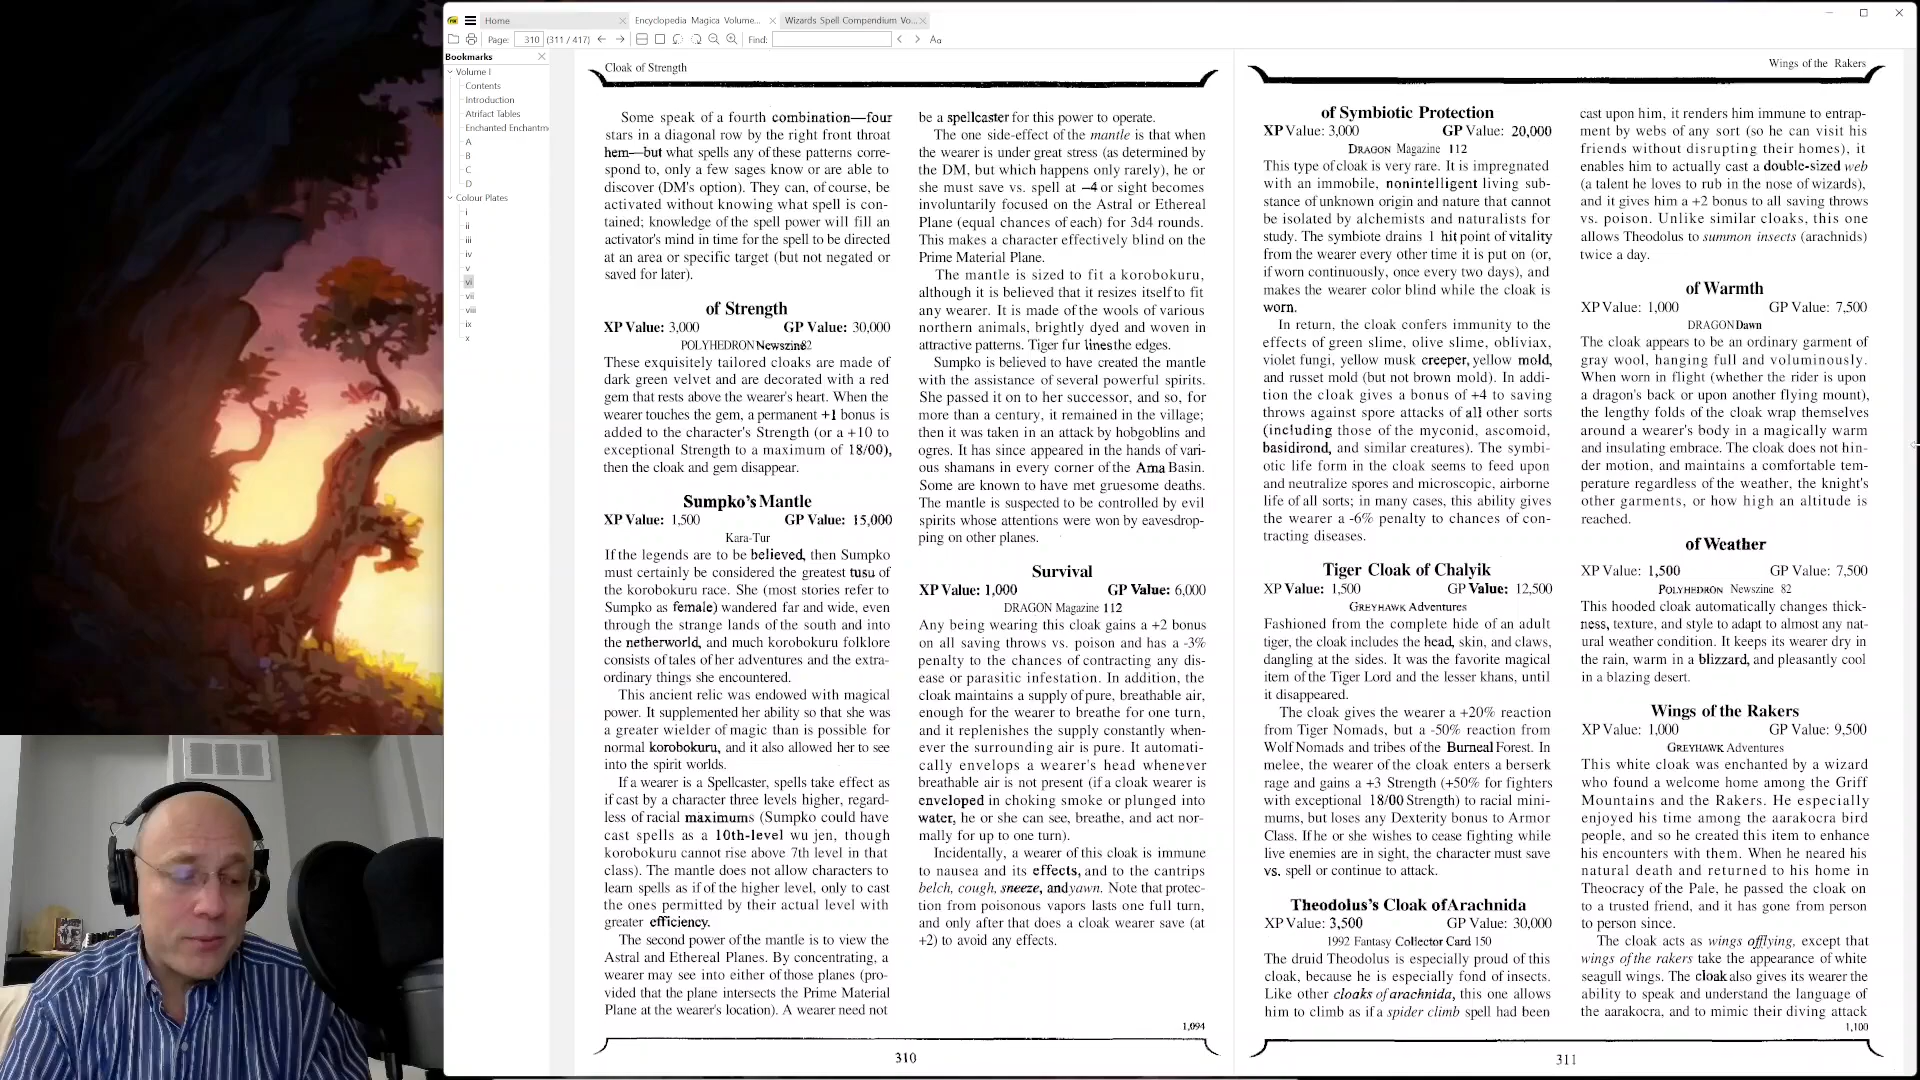 Home
Encyclopedia Magica Volume...
Wizards Spell Compendium Vo...
Page: 310 (311 / 417)
Find:
Aa
Bookmarks
Volume I
Contents
Introduction
Atrifact Tables
Enchanted Enchantm
A
B
C
D
Colour Plates
i
ii
iii
iv
v
vi
vii
viii
ix
x
Cloak of Strength
Some speak of a fourth combination—four
stars in a diagonal row by the right front throat
hem—but what spells any of these patterns corre-
spond to, only a few sages know or are able to
discover (DM's option). They can, of course, be
activated without knowing what spell is con-
tained; knowledge of the spell power will fill an
activator's mind in time for the spell to be directed
at an area or specific target (but not negated or
saved for later).
of Strength
XP Value: 3,000 GP Value: 30,000
POLYHEDRON Newszine82
These exquisitely tailored cloaks are made of
dark green velvet and are decorated with a red
gem that rests above the wearer's heart. When the
wearer touches the gem, a permanent +1 bonus is
added to the character's Strength (or a +10 to
exceptional Strength to a maximum of 18/00),
then the cloak and gem disappear.
Sumpko's Mantle
XP Value: 1,500 GP Value: 15,000
Kara-Tur
If the legends are to be believed, then Sumpko
must certainly be considered the greatest tusu of
the korobokuru race. She (most stories refer to
Sumpko as female) wandered far and wide, even
through the strange lands of the south and into
the netherworld, and much korobokuru folklore
consists of tales of her adventures and the extra-
ordinary things she encountered.
This ancient relic was endowed with magical
power. It supplemented her ability so that she was
a greater wielder of magic than is possible for
normal korobokuru, and it also allowed her to see
into the spirit worlds.
If a wearer is a Spellcaster, spells take effect as
if cast by a character three levels higher, regard-
less of racial maximums (Sumpko could have
cast spells as a 10th-level wu jen, though
korobokuru cannot rise above 7th level in that
class). The mantle does not allow characters to
learn spells as if of the higher level, only to cast
the ones permitted by their actual level with
greater efficiency.
The second power of the mantle is to view the
Astral and Ethereal Planes. By concentrating, a
wearer may see into either of those planes (pro-
vided that the plane intersects the Prime Material
Plane at the wearer's location). A wearer need not
be a spellcaster for this power to operate.
The one side-effect of the mantle is that when
the wearer is under great stress (as determined by
the DM, but which happens only rarely), he or
she must save vs. spell at –4 or sight becomes
involuntarily focused on the Astral or Ethereal
Plane (equal chances of each) for 3d4 rounds.
This makes a character effectively blind on the
Prime Material Plane.
The mantle is sized to fit a korobokuru,
although it is believed that it resizes itself to fit
any wearer. It is made of the wools of various
northern animals, brightly dyed and woven in
attractive patterns. Tiger fur lines the edges.
Sumpko is believed to have created the mantle
with the assistance of several powerful spirits.
She passed it on to her successor, and so, for
more than a century, it remained in the village;
then it was taken in an attack by hobgoblins and
ogres. It has since appeared in the hands of vari-
ous shamans in every corner of the Ama Basin.
Some are known to have met gruesome deaths.
The mantle is suspected to be controlled by evil
spirits whose attentions were won by eavesdrop-
ping on other planes.
Survival
XP Value: 1,000 GP Value: 6,000
DRAGON Magazine 112
Any being wearing this cloak gains a +2 bonus
on all saving throws vs. poison and has a -3%
penalty to the chances of contracting any dis-
ease or parasitic infestation. In addition, the
cloak maintains a supply of pure, breathable air,
enough for the wearer to breathe for one turn,
and it replenishes the supply constantly when-
ever the surrounding air is pure. It automati-
cally envelops a wearer's head whenever
breathable air is not present (if a cloak wearer is
enveloped in choking smoke or plunged into
water, he or she can see, breathe, and act nor-
mally for up to one turn).
Incidentally, a wearer of this cloak is immune
to nausea and its effects, and to the cantrips
belch, cough, sneeze, and yawn. Note that protec-
tion from poisonous vapors lasts one full turn,
and only after that does a cloak wearer save (at
+2) to avoid any effects.
1,094
310
Wings of the Rakers
of Symbiotic Protection
XP Value: 3,000 GP Value: 20,000
DRAGON Magazine 112
This type of cloak is very rare. It is impregnated
with an immobile, nonintelligent living sub-
stance of unknown origin and nature that cannot
be isolated by alchemists and naturalists for
study. The symbiote drains 1 hit point of vitality
from the wearer every other time it is put on (or,
if worn continuously, once every two days), and
makes the wearer color blind while the cloak is
worn.
In return, the cloak confers immunity to the
effects of green slime, olive slime, obliviax,
violet fungi, yellow musk creeper, yellow mold,
and russet mold (but not brown mold). In addi-
tion the cloak gives a bonus of +4 to saving
throws against spore attacks of all other sorts
(including those of the myconid, ascomoid,
basidirond, and similar creatures). The symbi-
otic life form in the cloak seems to feed upon
and neutralize spores and microscopic, airborne
life of all sorts; in many cases, this ability gives
the wearer a -6% penalty to chances of con-
tracting diseases.
Tiger Cloak of Chalyik
XP Value: 1,500 GP Value: 12,500
GREYHAWK Adventures
Fashioned from the complete hide of an adult
tiger, the cloak includes the head, skin, and claws,
dangling at the sides. It was the favorite magical
item of the Tiger Lord and the lesser khans, until
it disappeared.
The cloak gives the wearer a +20% reaction
from Tiger Nomads, but a -50% reaction from
Wolf Nomads and tribes of the Burneal Forest. In
melee, the wearer of the cloak enters a berserk
rage and gains a +3 Strength (+50% for fighters
with exceptional 18/00 Strength) to racial mini-
mums, but loses any Dexterity bonus to Armor
Class. If he or she wishes to cease fighting while
live enemies are in sight, the character must save
vs. spell or continue to attack.
Theodolus's Cloak of Arachnida
XP Value: 3,500 GP Value: 30,000
1992 Fantasy Collector Card 150
The druid Theodolus is especially proud of this
cloak, because he is especially fond of insects.
Like other cloaks of arachnida, this one allows
him to climb as if a spider climb spell had been
cast upon him, it renders him immune to entrap-
ment by webs of any sort (so he can visit his
friends without disrupting their homes), it
enables him to actually cast a double-sized web
(a talent he loves to rub in the nose of wizards),
and it gives him a +2 bonus to all saving throws
vs. poison. Unlike similar cloaks, this one
allows Theodolus to summon insects (arachnids)
twice a day.
of Warmth
XP Value: 1,000 GP Value: 7,500
DRAGON Dawn
The cloak appears to be an ordinary garment of
gray wool, hanging full and voluminously.
When worn in flight (whether the rider is upon
a dragon's back or upon another flying mount),
the lengthy folds of the cloak wrap themselves
around a wearer's body in a magically warm
and insulating embrace. The cloak does not hin-
der motion, and maintains a comfortable tem-
perature regardless of the weather, the knight's
other garments, or how high an altitude is
reached.
of Weather
XP Value: 1,500 GP Value: 7,500
POLYHEDRON Newszine 82
This hooded cloak automatically changes thick-
ness, texture, and style to adapt to almost any nat-
ural weather condition. It keeps its wearer dry in
the rain, warm in a blizzard, and pleasantly cool
in a blazing desert.
Wings of the Rakers
XP Value: 1,000 GP Value: 9,500
GREYHAWK Adventures
This white cloak was enchanted by a wizard
who found a welcome home among the Griff
Mountains and the Rakers. He especially
enjoyed his time among the aarakocra bird
people, and so he created this item to enhance
his encounters with them. When he neared his
natural death and returned to his home in
Theocracy of the Pale, he passed the cloak on
to a trusted friend, and it has gone from person
to person since.
The cloak acts as wings of flying, except that
wings of the rakers take the appearance of white
seagull wings. The cloak also gives its wearer the
ability to speak and understand the language of
the aarakocra, and to mimic their diving attack
1,100
311